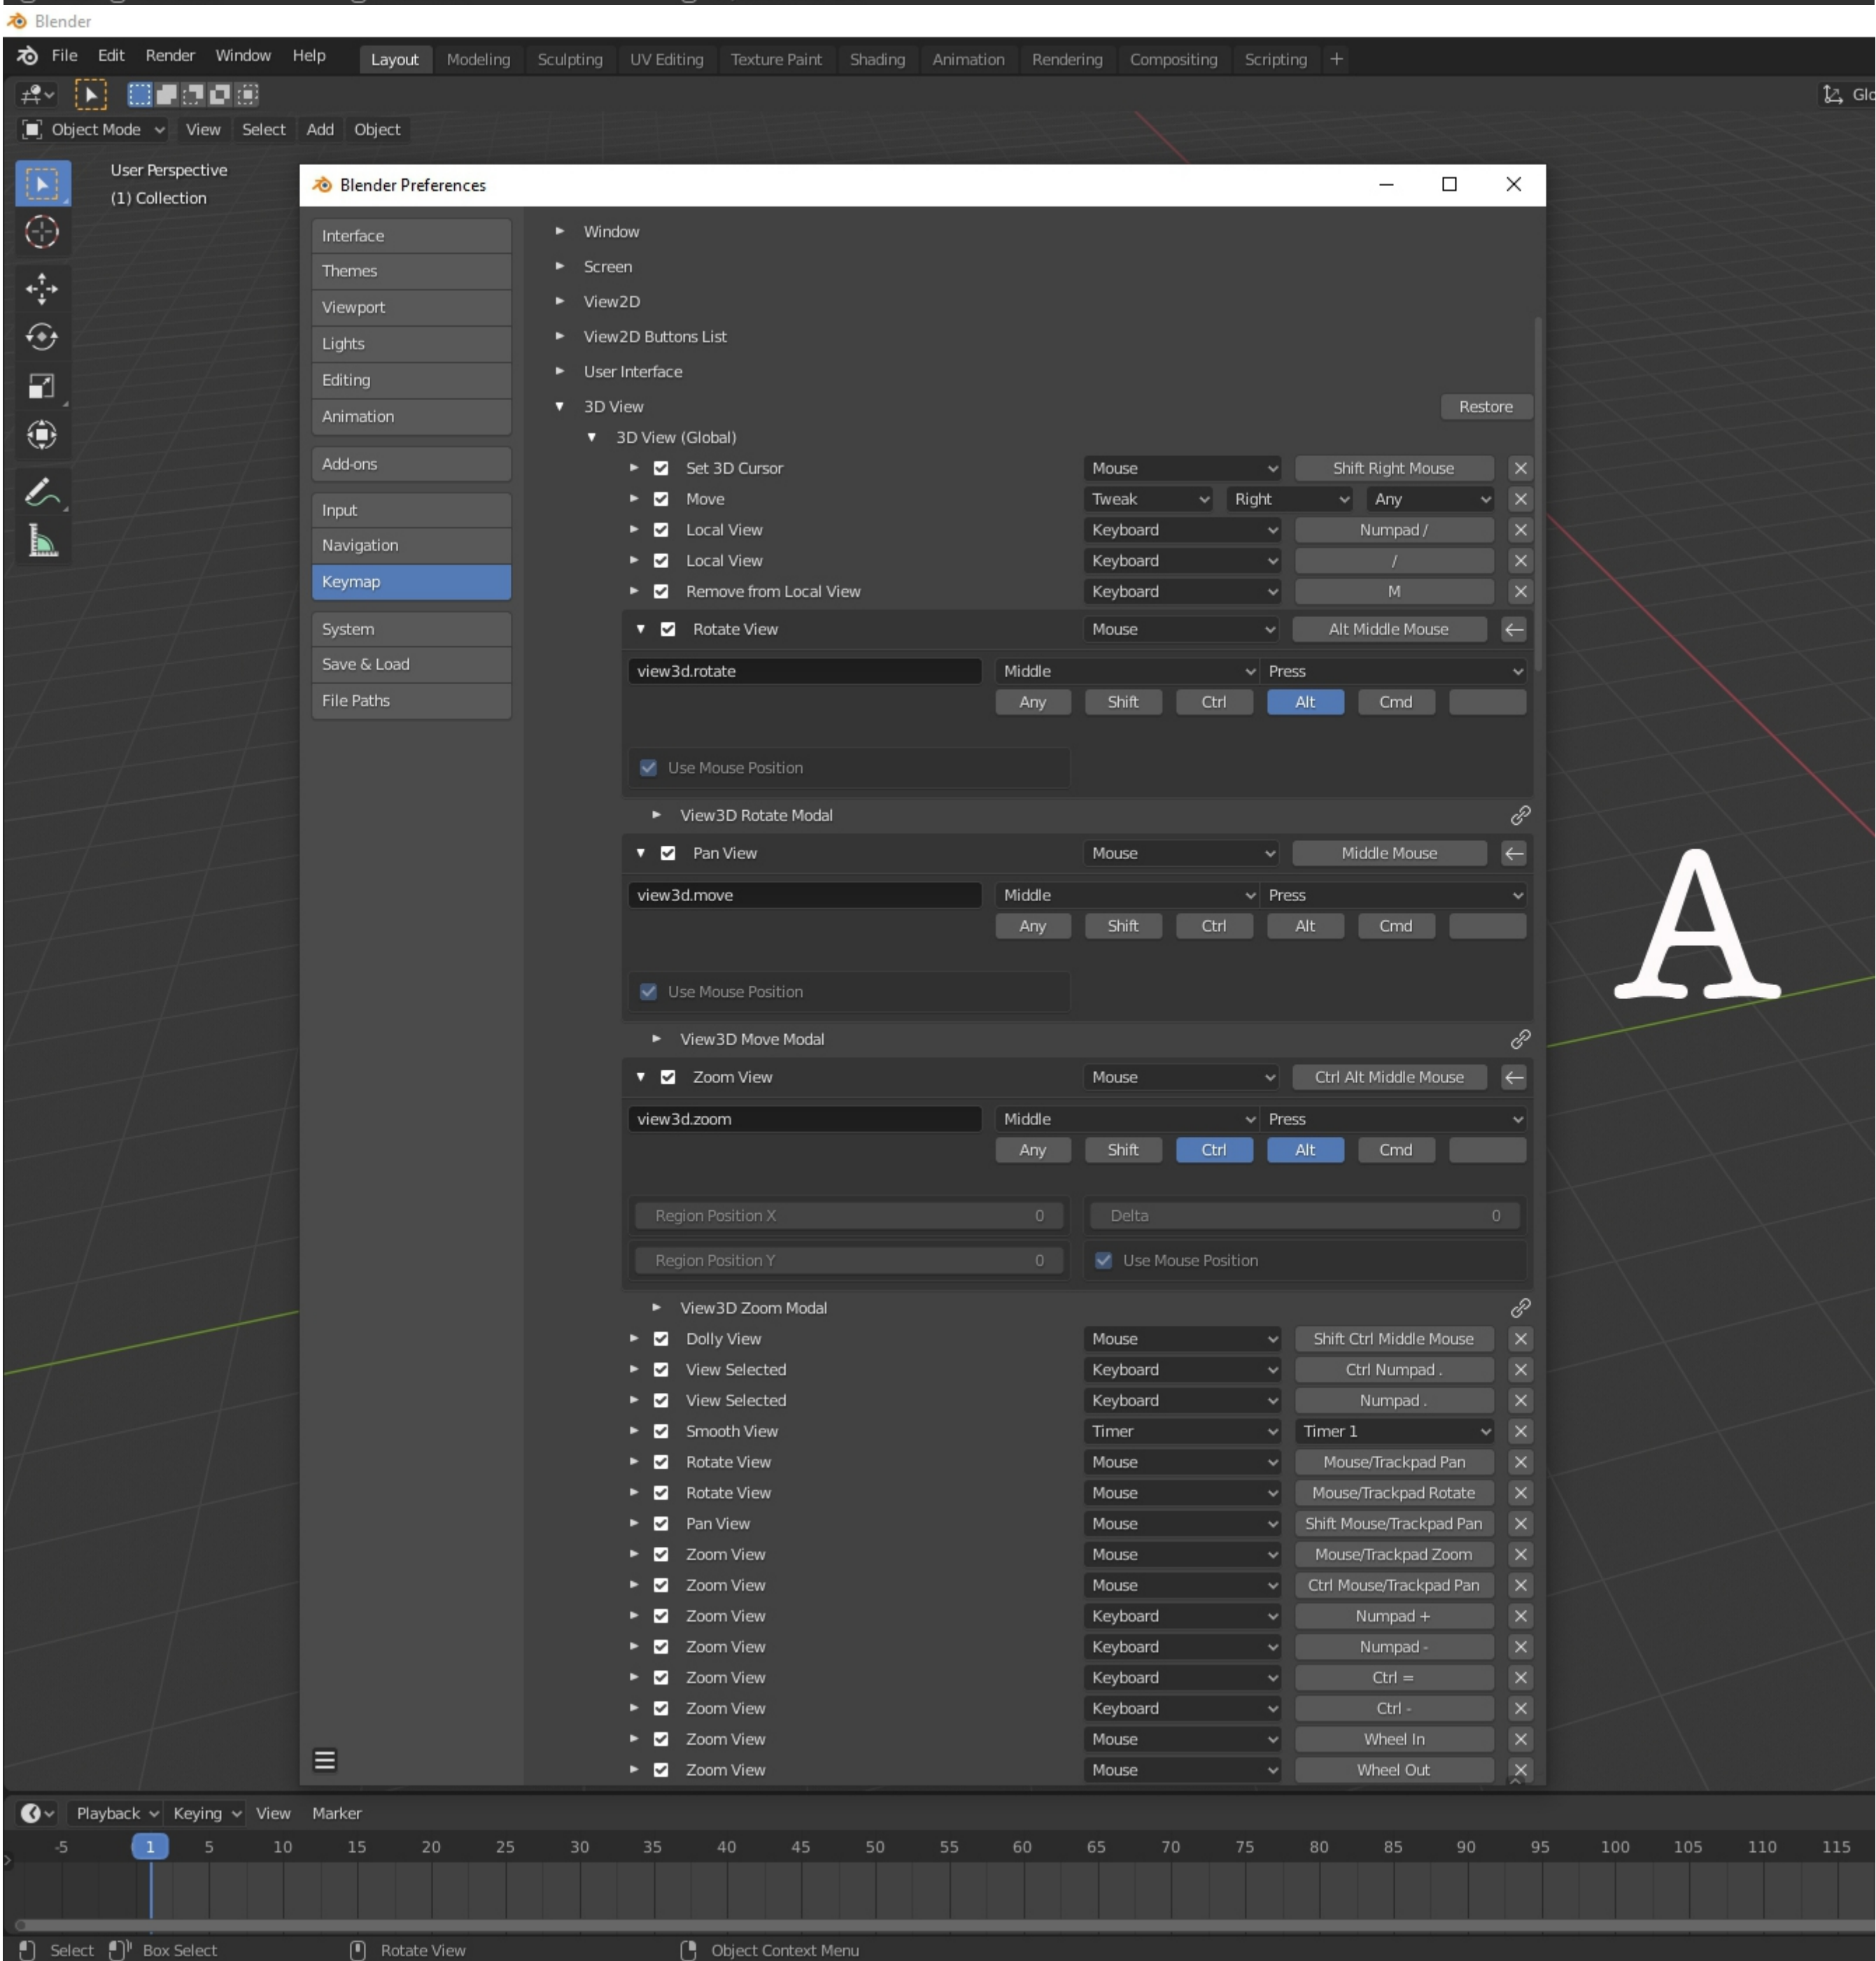 Blender
File Edit Render Window Help Layout Modeling Sculpting UV Editing Texture Paint Shading Animation Rendering Compositing Scripting +
Glo
Object Mode View Select Add Object
User Perspective
(1) Collection
Blender Preferences
Interface
Themes
Viewport
Lights
Editing
Animation
Add-ons
Input
Navigation
Keymap
System
Save & Load
File Paths
Window
Screen
View2D
View2D Buttons List
User Interface
3D View Restore
3D View (Global)
Set 3D Cursor Mouse Shift Right Mouse
Move Tweak Right Any
Local View Keyboard Numpad /
Local View Keyboard /
Remove from Local View Keyboard M
Rotate View Mouse Alt Middle Mouse
view3d.rotate Middle Press
Any Shift Ctrl Alt Cmd
Use Mouse Position
View3D Rotate Modal
Pan View Mouse Middle Mouse
view3d.move Middle Press
Any Shift Ctrl Alt Cmd
Use Mouse Position
View3D Move Modal
Zoom View Mouse Ctrl Alt Middle Mouse
view3d.zoom Middle Press
Any Shift Ctrl Alt Cmd
Region Position X 0 Delta 0
Region Position Y 0 Use Mouse Position
View3D Zoom Modal
Dolly View Mouse Shift Ctrl Middle Mouse
View Selected Keyboard Ctrl Numpad .
View Selected Keyboard Numpad .
Smooth View Timer Timer 1
Rotate View Mouse Mouse/Trackpad Pan
Rotate View Mouse Mouse/Trackpad Rotate
Pan View Mouse Shift Mouse/Trackpad Pan
Zoom View Mouse Mouse/Trackpad Zoom
Zoom View Mouse Ctrl Mouse/Trackpad Pan
Zoom View Keyboard Numpad +
Zoom View Keyboard Numpad -
Zoom View Keyboard Ctrl =
Zoom View Keyboard Ctrl -
Zoom View Mouse Wheel In
Zoom View Mouse Wheel Out
A
Playback Keying View Marker
-5 1 5 10 15 20 25 30 35 40 45 50 55 60 65 70 75 80 85 90 95 100 105 110 115
Select Box Select Rotate View Object Context Menu